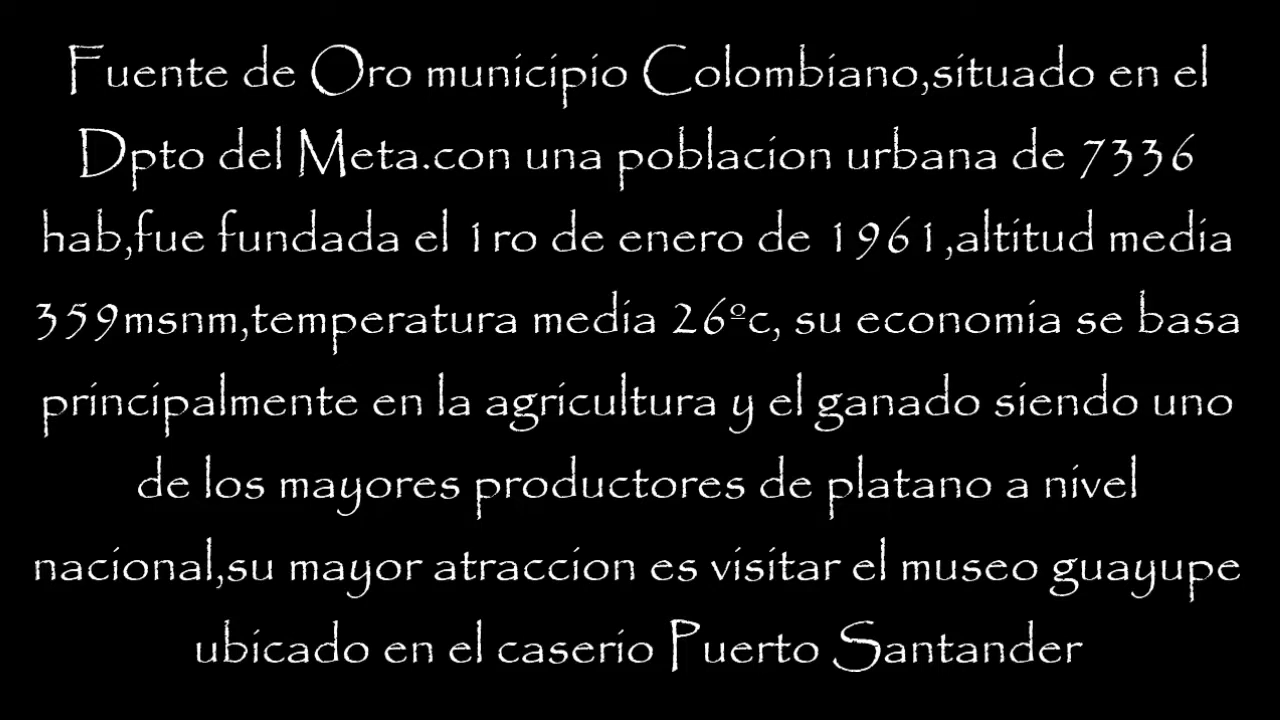 Fuente de Oro municipio Colombiano,situado en el
Dpto del Meta.con una poblacion urbana de 7336
hab,fue fundada el 1ro de enero de 1961,altitud media
359msnm,temperatura media 26ºc, su economia se basa
principalmente en la agricultura y el ganado siendo uno
de los mayores productores de platano a nivel
nacional,su mayor atraccion es visitar el museo guayupe
ubicado en el caserio Puerto Santander